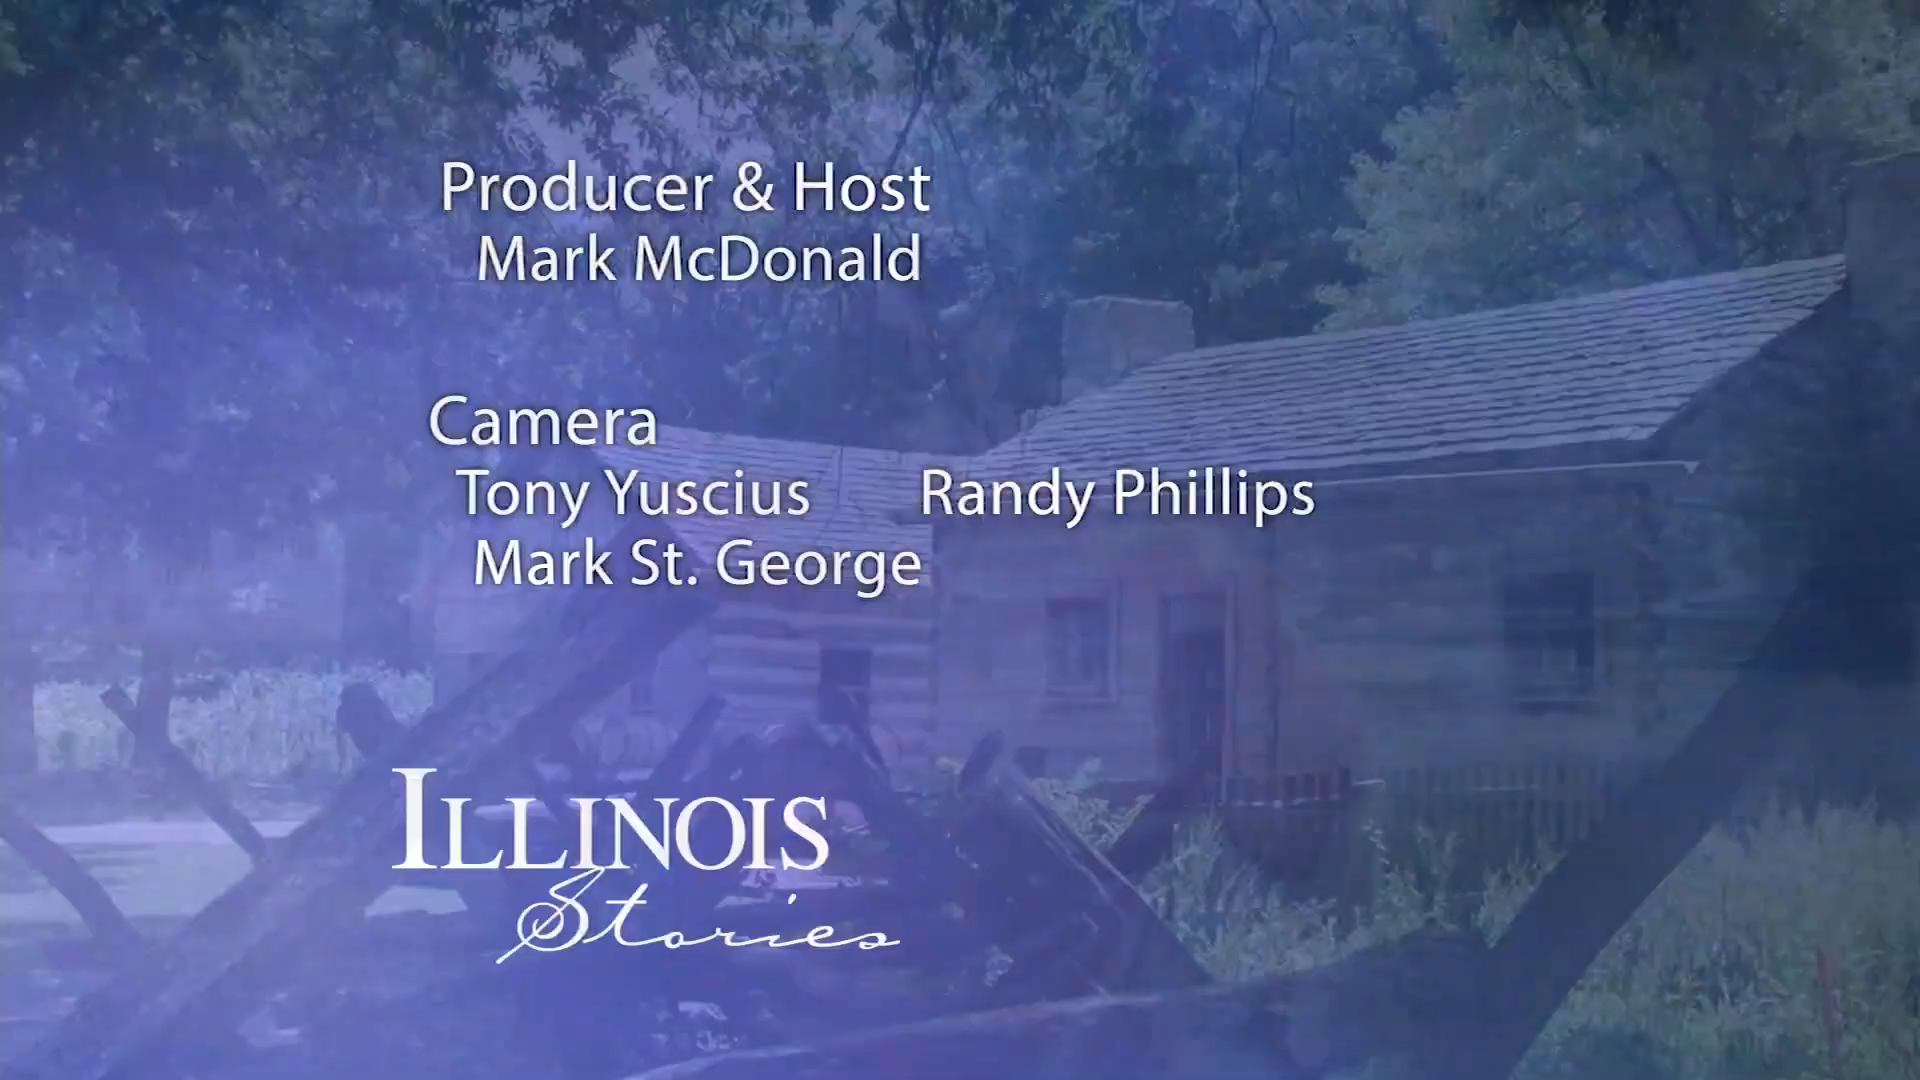 Producer & Host
Mark McDonald
Camera
Tony Yuscius Randy Phillips
Mark St. George
ILLINOIS
Stories